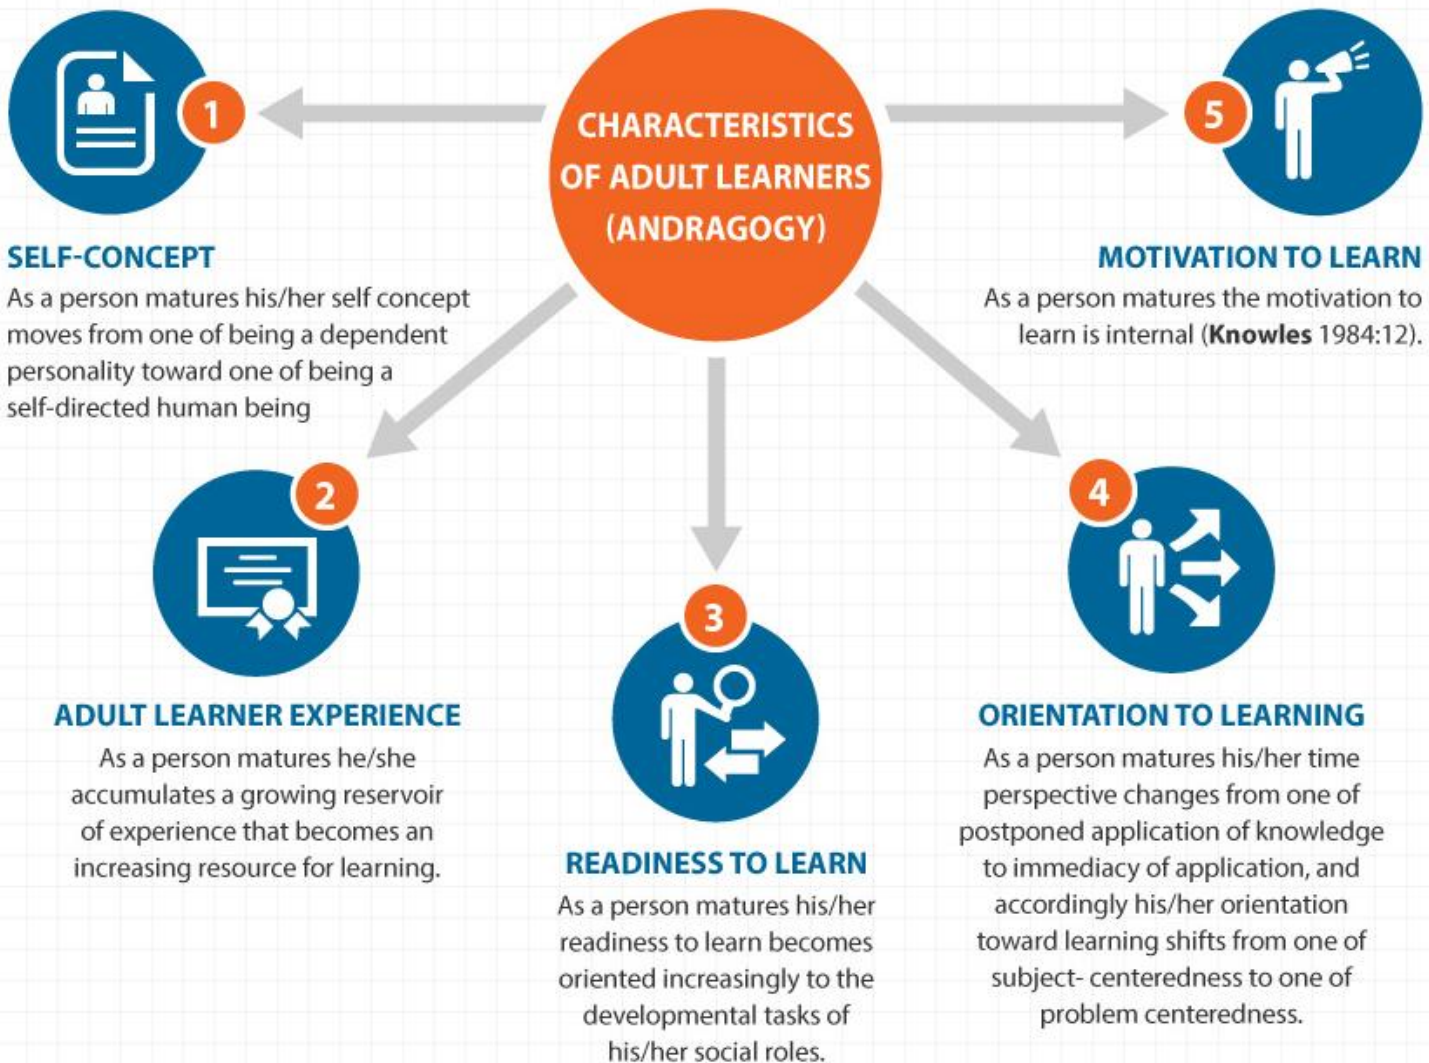 CHARACTERISTICS
OF ADULT LEARNERS
(ANDRAGOGY)
1
SELF-CONCEPT
As a person matures his/her self concept
moves from one of being a dependent
personality toward one of being a
self-directed human being
2
ADULT LEARNER EXPERIENCE
As a person matures he/she
accumulates a growing reservoir
of experience that becomes an
increasing resource for learning.
3
READINESS TO LEARN
As a person matures his/her
readiness to learn becomes
oriented increasingly to the
developmental tasks of
his/her social roles.
4
ORIENTATION TO LEARNING
As a person matures his/her time
perspective changes from one of
postponed application of knowledge
to immediacy of application, and
accordingly his/her orientation
toward learning shifts from one of
subject- centeredness to one of
problem centeredness.
5
MOTIVATION TO LEARN
As a person matures the motivation to
learn is internal (Knowles 1984:12).